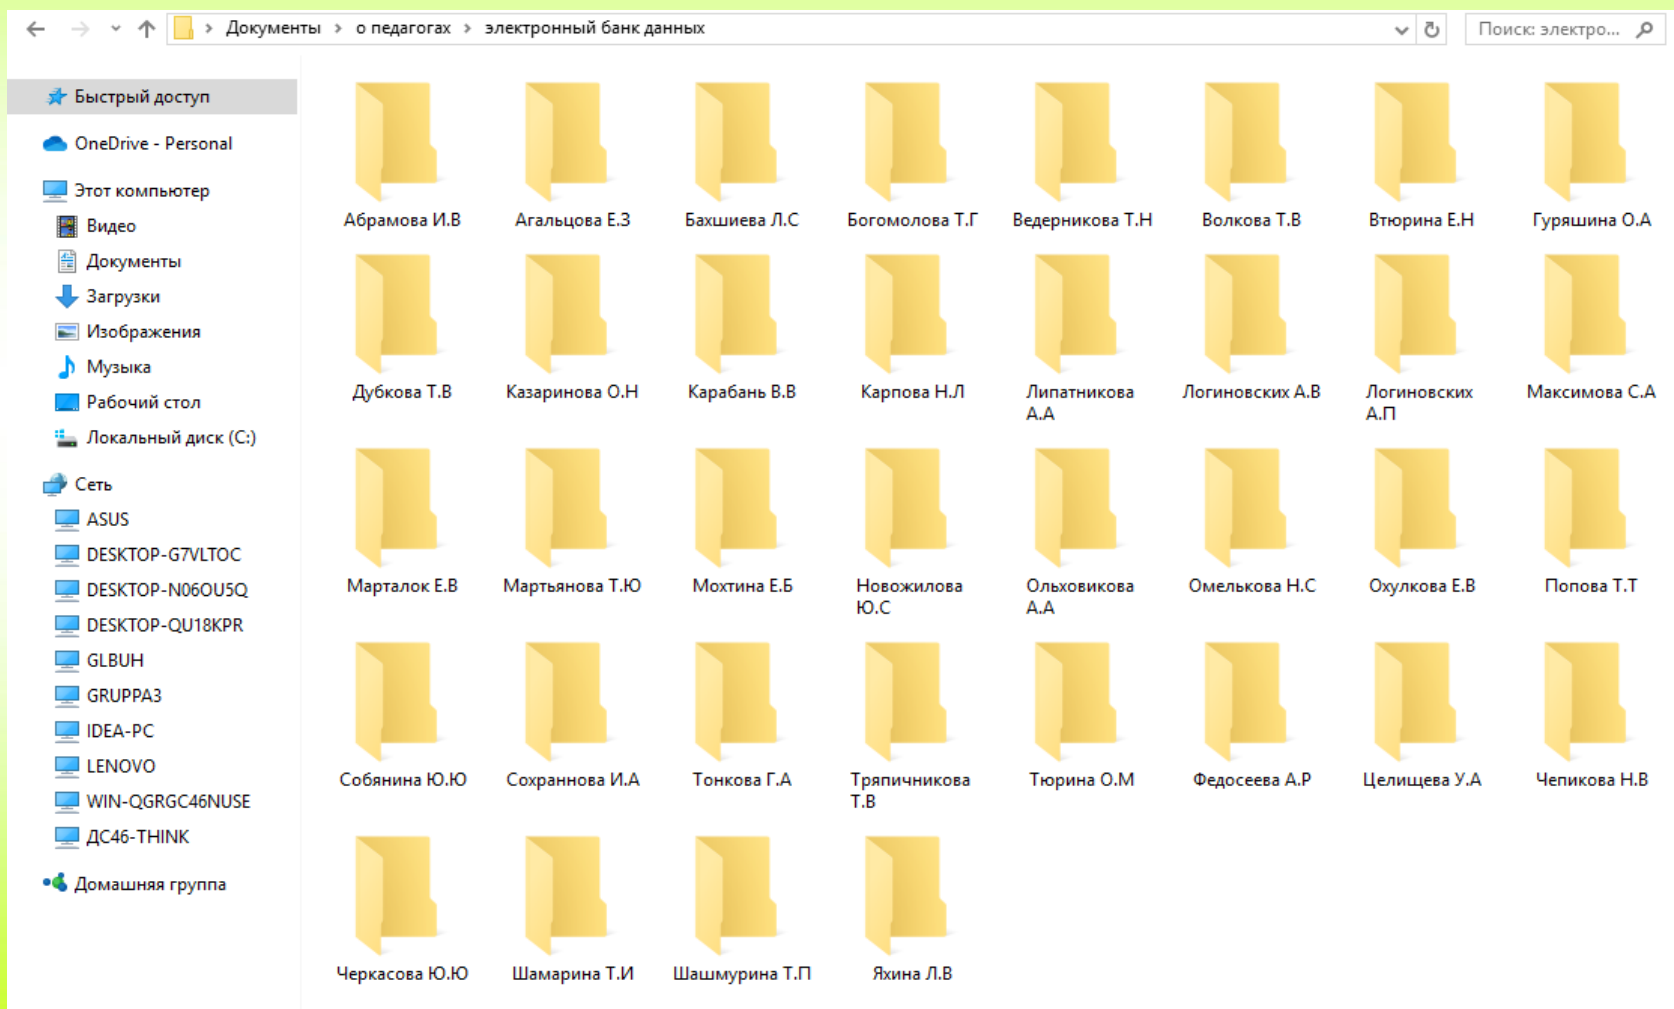 Документы › о педагогах › электронный банк данных
Поиск: электро...
Быстрый доступ
OneDrive - Personal
Этот компьютер
Видео
Документы
Загрузки
Изображения
Музыка
Рабочий стол
Локальный диск (C:)
Сеть
ASUS
DESKTOP-G7VLTOC
DESKTOP-N06OU5Q
DESKTOP-QU18KPR
GLBUH
GRUPPA3
IDEA-PC
LENOVO
WIN-QGRGC46NUSE
ДС46-THINK
Домашняя группа
Абрамова И.В
Агальцова Е.З
Бахшиева Л.С
Богомолова Т.Г
Ведерникова Т.Н
Волкова Т.В
Втюрина Е.Н
Гуряшина О.А
Дубкова Т.В
Казаринова О.Н
Карабань В.В
Карпова Н.Л
Липатникова
А.А
Логиновских А.В
Логиновских
А.П
Максимова С.А
Марталок Е.В
Мартьянова Т.Ю
Мохтина Е.Б
Новожилова
Ю.С
Ольховикова
А.А
Омелькова Н.С
Охулкова Е.В
Попова Т.Т
Собянина Ю.Ю
Сохраннова И.А
Тонкова Г.А
Тряпичникова
Т.В
Тюрина О.М
Федосеева А.Р
Целищева У.А
Чепикова Н.В
Черкасова Ю.Ю
Шамарина Т.И
Шашмурина Т.П
Яхина Л.В